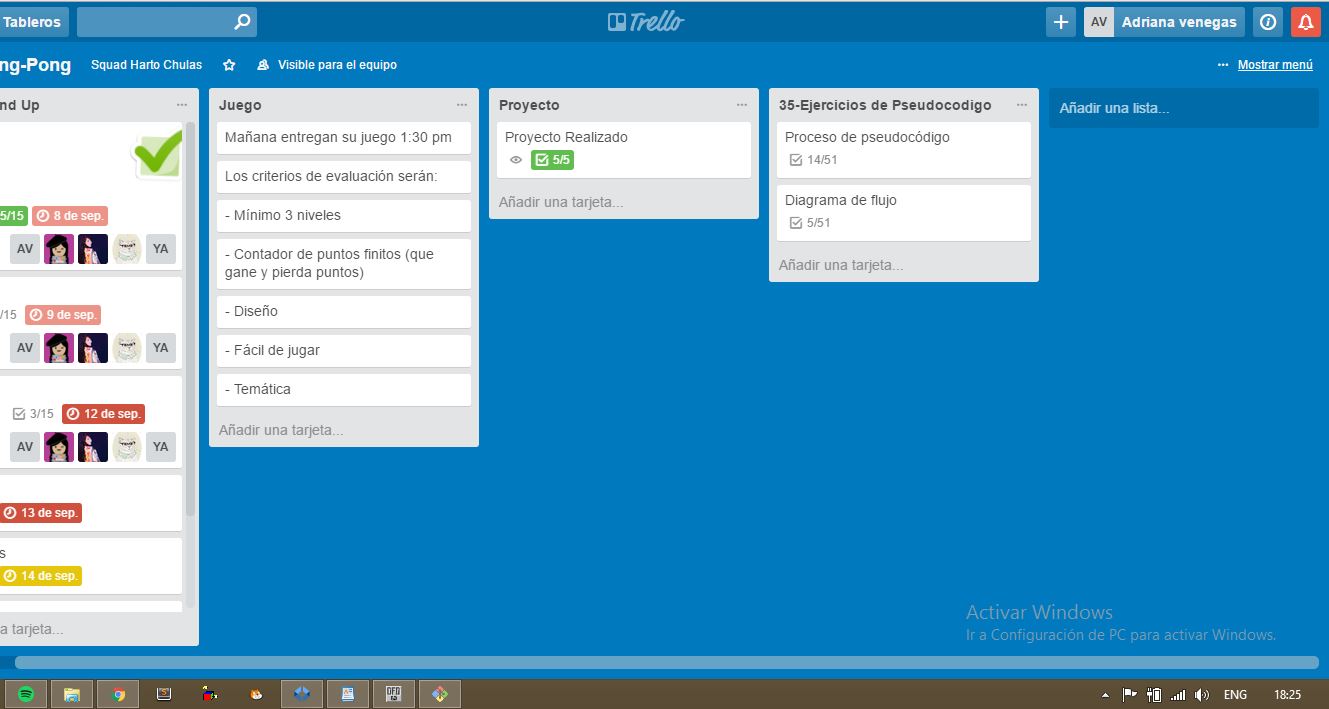 Tableros
Trello
AV
Adriana venegas
ng-Pong
Squad Harto Chulas
Visible para el equipo
Mostrar menú
nd Up
5/15
8 de sep.
AV
YA
/15
9 de sep.
AV
YA
3/15
12 de sep.
AV
YA
13 de sep.
s
14 de sep.
a tarjeta...
Juego
Mañana entregan su juego 1:30 pm
Los criterios de evaluación serán:
- Mínimo 3 niveles
- Contador de puntos finitos (que
gane y pierda puntos)
- Diseño
- Fácil de jugar
- Temática
Añadir una tarjeta...
Proyecto
Proyecto Realizado
5/5
Añadir una tarjeta...
35-Ejercicios de Pseudocodigo
Proceso de pseudocódigo
14/51
Diagrama de flujo
5/51
Añadir una tarjeta...
Añadir una lista...
Activar Windows
Ir a Configuración de PC para activar Windows.
ENG
18:25